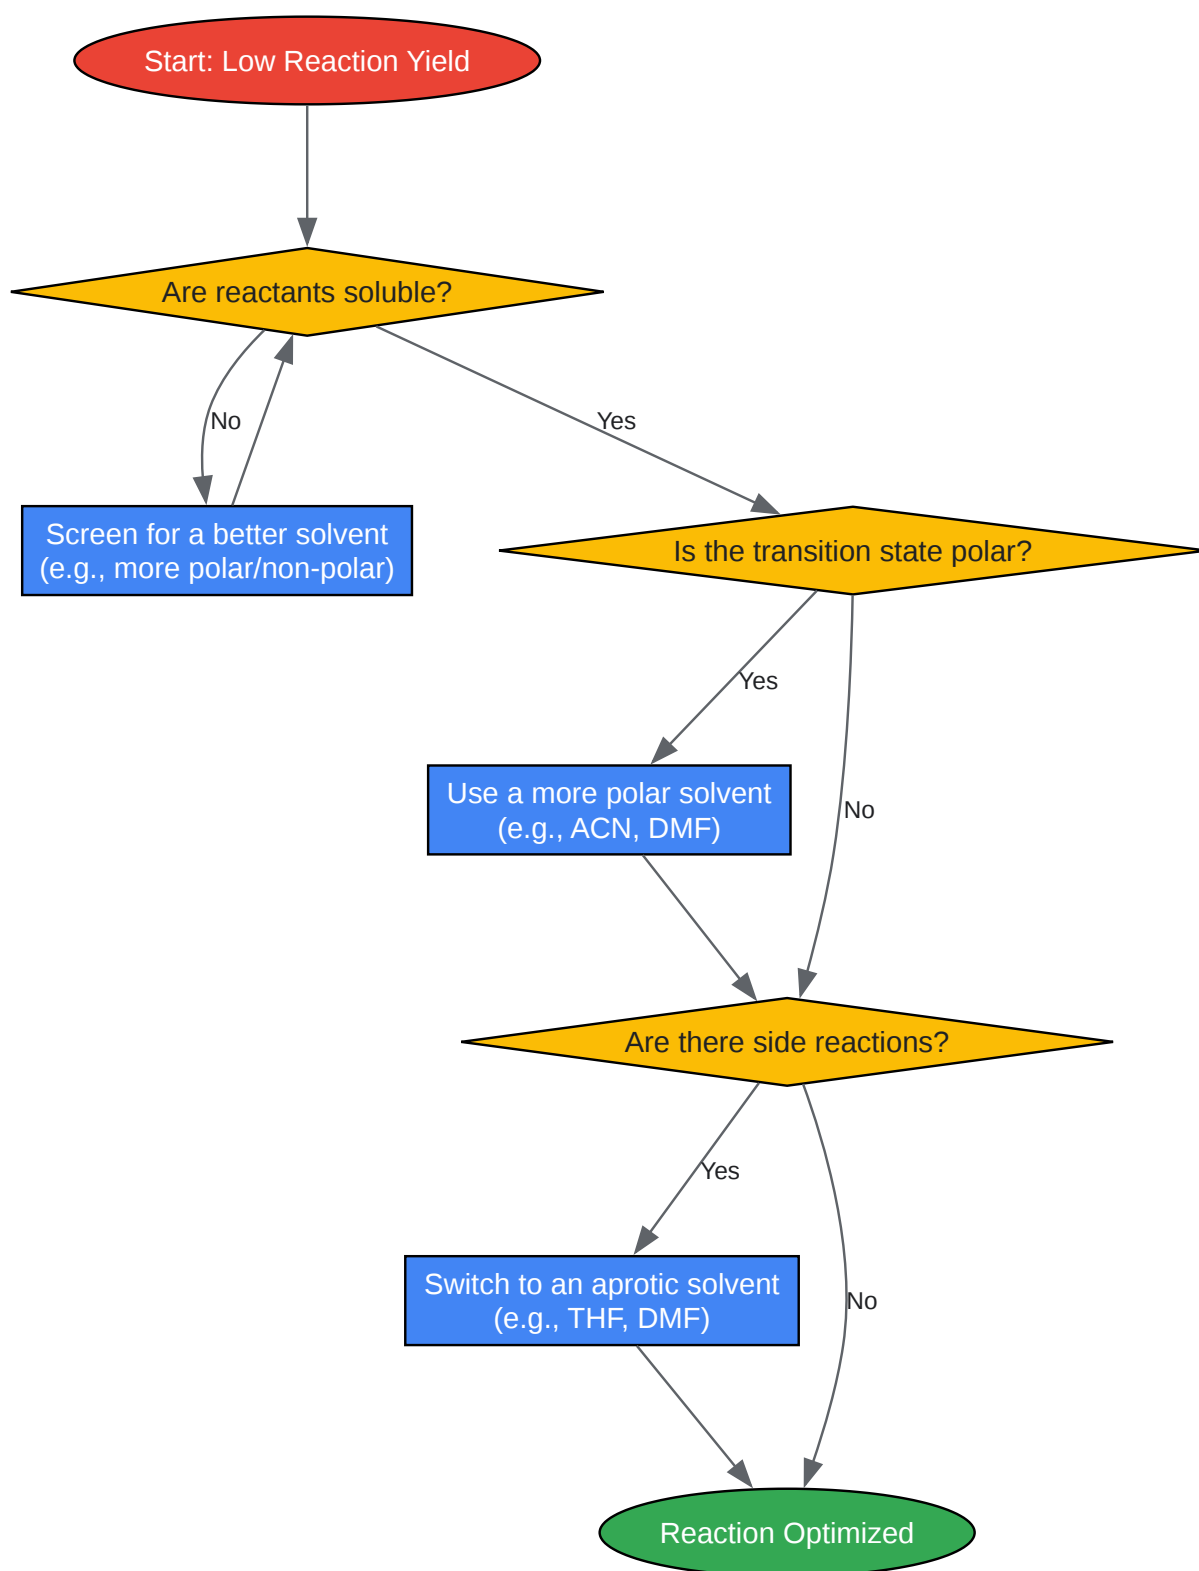 Start: Low Reaction Yield
Are reactants soluble?
No
Yes
Screen for a better solvent
(e.g., more polar/non-polar)
Is the transition state polar?
Yes
Use a more polar solvent
(e.g., ACN, DMF)
No
Are there side reactions?
Yes
Switch to an aprotic solvent
(e.g., THF, DMF)
No
Reaction Optimized